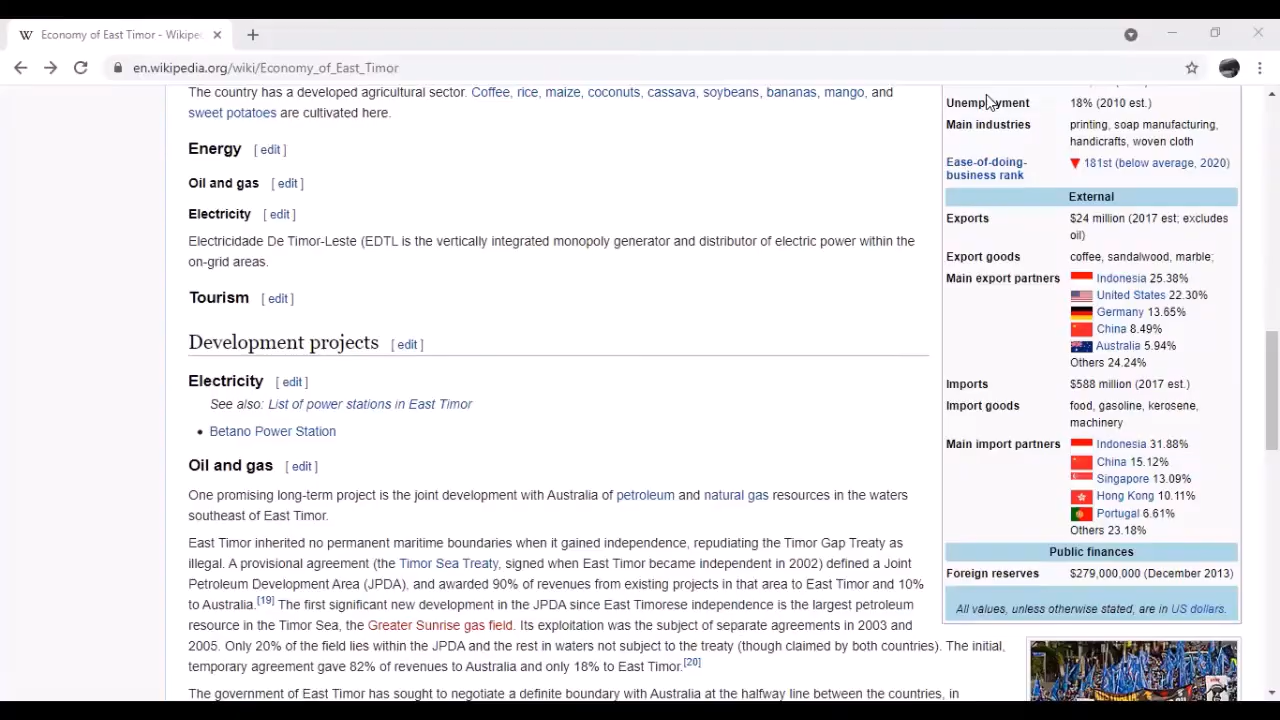 Economy of East Timor - Wikipe
en.wikipedia.org/wiki/Economy_of_East_Timor
The country has a developed agricultural sector. Coffee, rice, maize, coconuts, cassava, soybeans, bananas, mango, and
sweet potatoes are cultivated here.
Energy [ edit ]
Oil and gas [ edit ]
Electricity [ edit ]
Electricidade De Timor-Leste (EDTL is the vertically integrated monopoly generator and distributor of electric power within the
on-grid areas.
Tourism [ edit ]
Development projects [ edit ]
Electricity [ edit ]
See also: List of power stations in East Timor
• Betano Power Station
Oil and gas [ edit ]
One promising long-term project is the joint development with Australia of petroleum and natural gas resources in the waters
southeast of East Timor.
East Timor inherited no permanent maritime boundaries when it gained independence, repudiating the Timor Gap Treaty as
illegal. A provisional agreement (the Timor Sea Treaty, signed when East Timor became independent in 2002) defined a Joint
Petroleum Development Area (JPDA), and awarded 90% of revenues from existing projects in that area to East Timor and 10%
to Australia.[19] The first significant new development in the JPDA since East Timorese independence is the largest petroleum
resource in the Timor Sea, the Greater Sunrise gas field. Its exploitation was the subject of separate agreements in 2003 and
2005. Only 20% of the field lies within the JPDA and the rest in waters not subject to the treaty (though claimed by both countries). The initial,
temporary agreement gave 82% of revenues to Australia and only 18% to East Timor.[20]
The government of East Timor has sought to negotiate a definite boundary with Australia at the halfway line between the countries, in
Unemployment 18% (2010 est.)
Main industries printing, soap manufacturing,
handicrafts, woven cloth
Ease-of-doing- 181st (below average, 2020)
business rank
External
Exports $24 million (2017 est; excludes
oil)
Export goods coffee, sandalwood, marble;
Main export partners Indonesia 25.38%
United States 22.30%
Germany 13.65%
China 8.49%
Australia 5.94%
Others 24.24%
Imports $588 million (2017 est.)
Import goods food, gasoline, kerosene,
machinery
Main import partners Indonesia 31.88%
China 15.12%
Singapore 13.09%
Hong Kong 10.11%
Portugal 6.61%
Others 23.18%
Public finances
Foreign reserves $279,000,000 (December 2013)
All values, unless otherwise stated, are in US dollars.